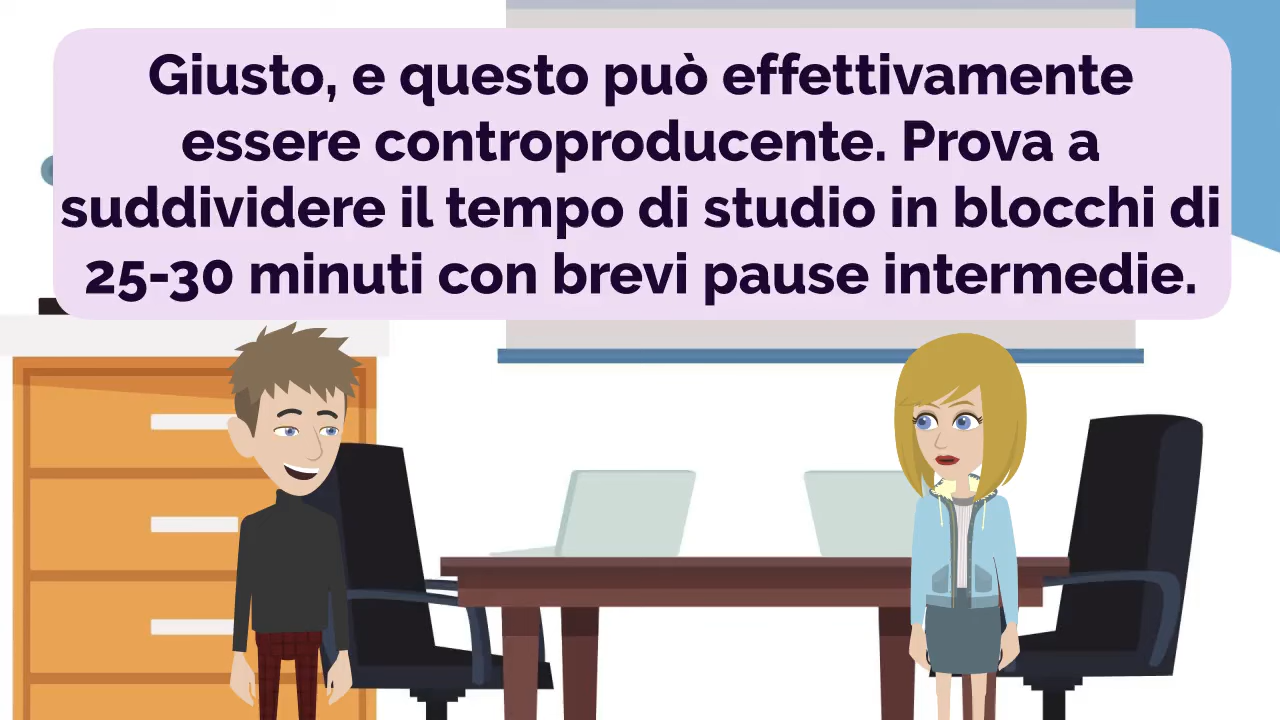 Giusto, e questo può effettivamente
essere controproducente. Prova a
suddividere il tempo di studio in blocchi di
25-30 minuti con brevi pause intermedie.